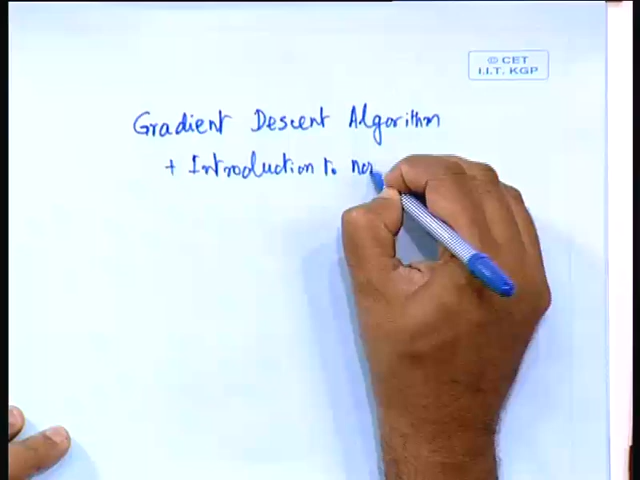 © CET
I.I.T. KGP
Gradient Descent Algorithm
+ Introduction to